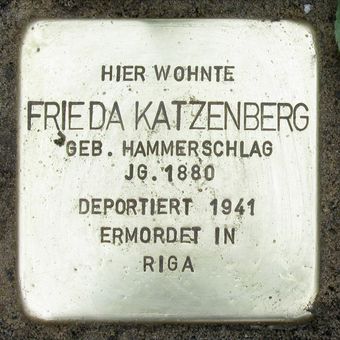 HIER WOHNTE
FRIEDA KATZENBERG
GEB. HAMMERSCHLAG
JG. 1880
DEPORTIERT 1941
ERMORDET IN
RIGA